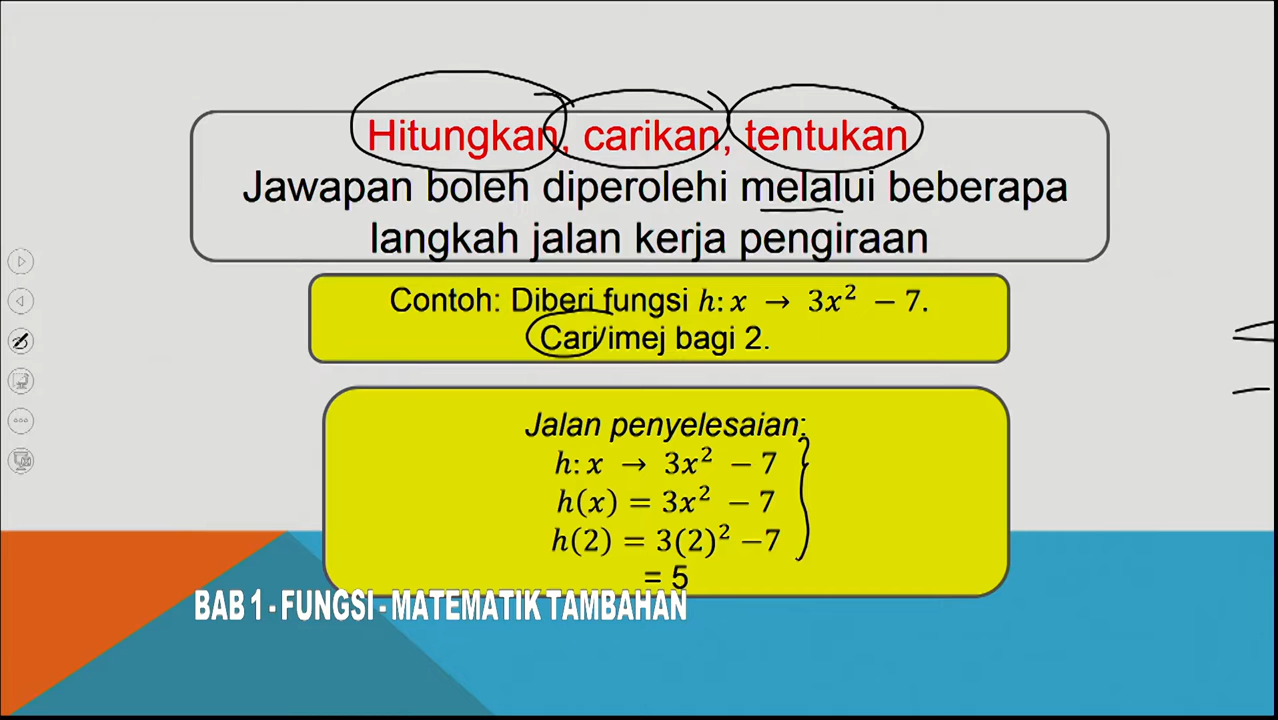 Hitungkan, carikan, tentukan
Jawapan boleh diperolehi melalui beberapa
langkah jalan kerja pengiraan
Contoh: Diberi fungsi h: x → 3x² − 7.
Cari imej bagi 2.
Jalan penyelesaian:
h: x → 3x² − 7
h(x) = 3x² − 7
h(2) = 3(2)² −7
= 5
BAB 1 - FUNGSI - MATEMATIK TAMBAHAN